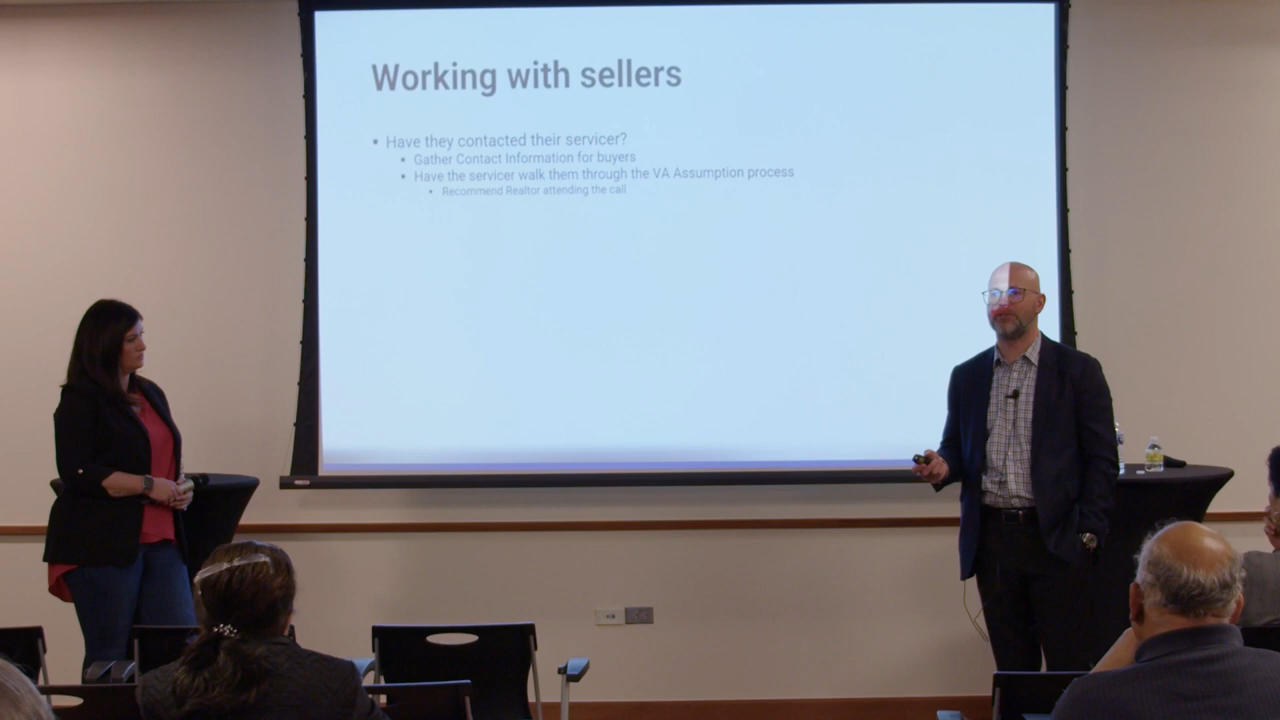 Working with sellers
▪ Have they contacted their servicer?
▪ Gather Contact Information for buyers
▪ Have the servicer walk them through the VA Assumption process
▪ Recommend Realtor attending the call